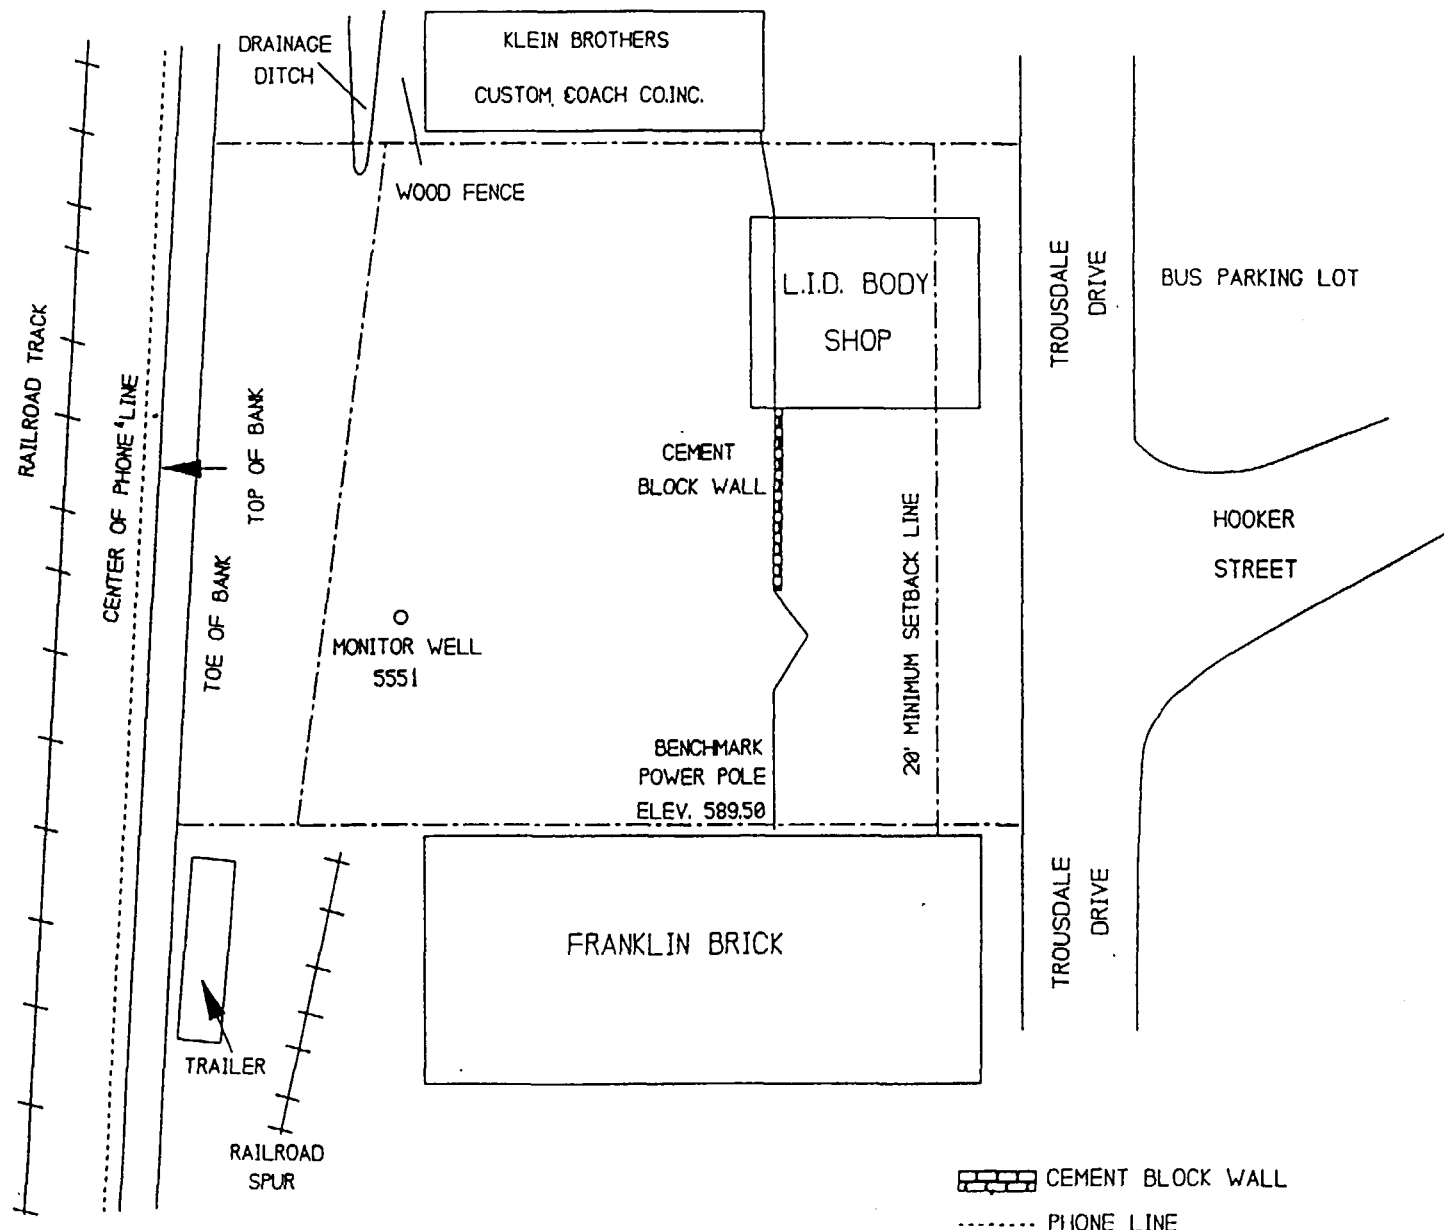 DRAINAGE
DITCH
KLEIN BROTHERS
CUSTOM COACH CO.INC.
WOOD FENCE
L.I.D. BODY
SHOP
TROUSDALE
DRIVE
BUS PARKING LOT
RAILROAD TRACK
CENTER OF PHONE LINE
TOP OF BANK
TOE OF BANK
CEMENT
BLOCK WALL
20' MINIMUM SETBACK LINE
HOOKER
STREET
MONITOR WELL
5551
BENCHMARK
POWER POLE
ELEV. 589.50
FRANKLIN BRICK
TROUSDALE
DRIVE
TRAILER
RAILROAD
SPUR
CEMENT BLOCK WALL
PHONE LINE